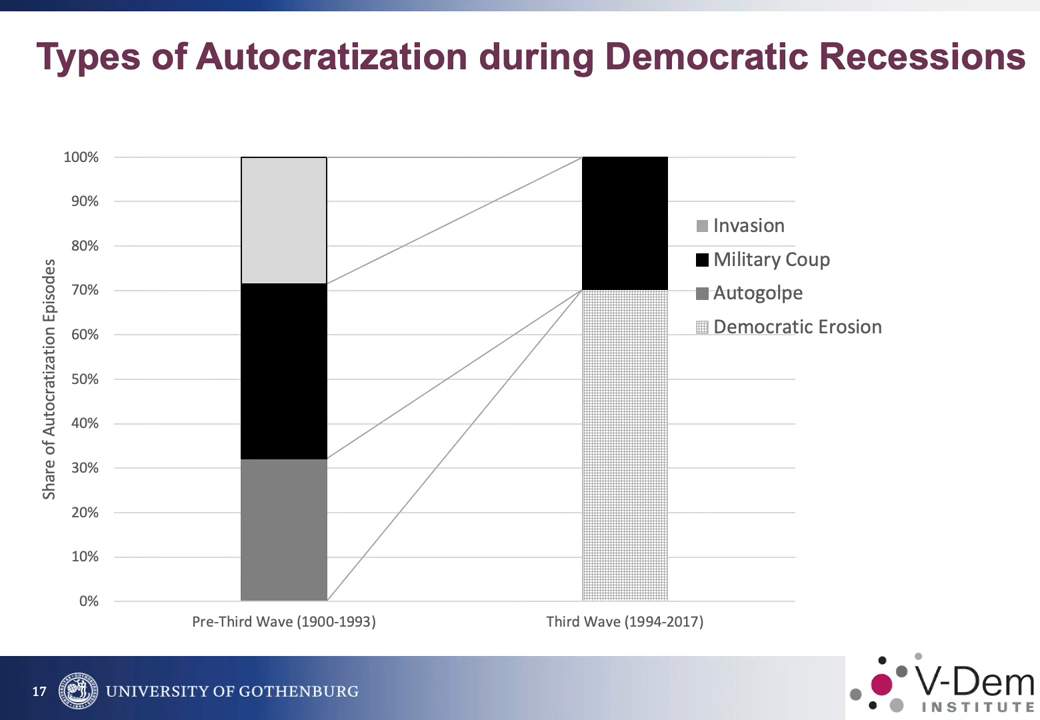 Types of Autocratization during Democratic Recessions
Share of Autocratization Episodes
100%
90%
80%
70%
60%
50%
40%
30%
20%
10%
0%
Invasion
Military Coup
Autogolpe
Democratic Erosion
Pre-Third Wave (1900-1993)
Third Wave (1994-2017)
17
UNIVERSITY OF GOTHENBURG
V-Dem
INSTITUTE